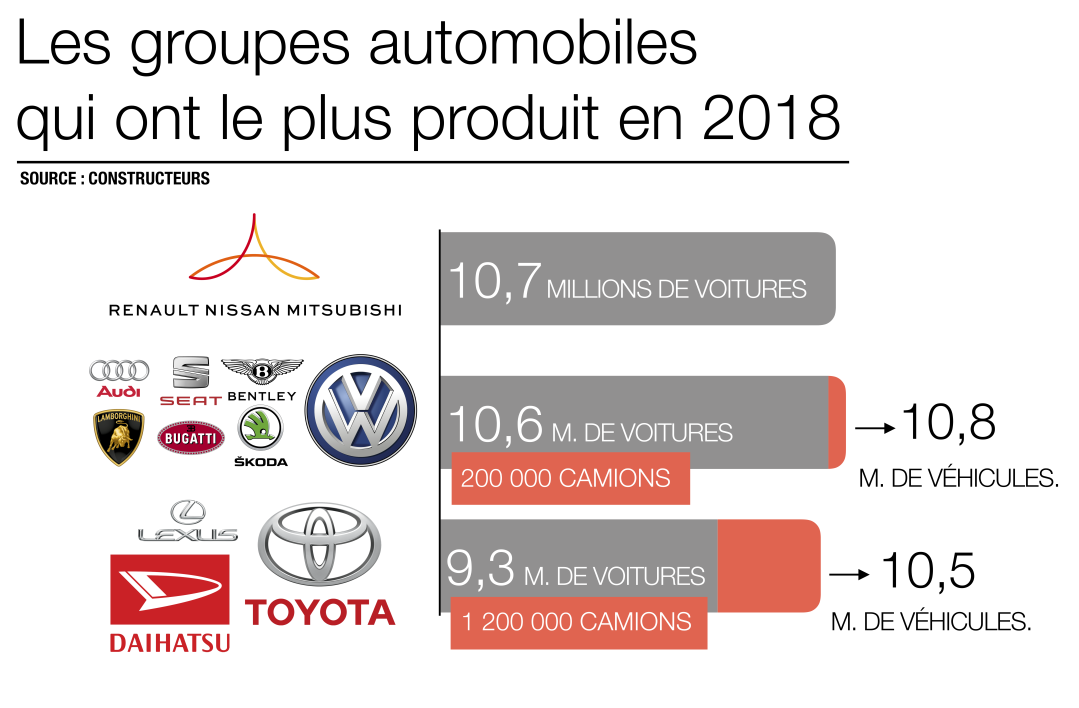 Les groupes automobiles
qui ont le plus produit en 2018
SOURCE : CONSTRUCTEURS
RENAULT NISSAN MITSUBISHI
10,7 MILLIONS DE VOITURES
Audi
SEAT
BENTLEY
LAMBORGHINI
BUGATTI
ŠKODA
10,6 M. DE VOITURES
200 000 CAMIONS
10,8
M. DE VÉHICULES.
LEXUS
DAIHATSU
TOYOTA
9,3 M. DE VOITURES
1 200 000 CAMIONS
10,5
M. DE VÉHICULES.